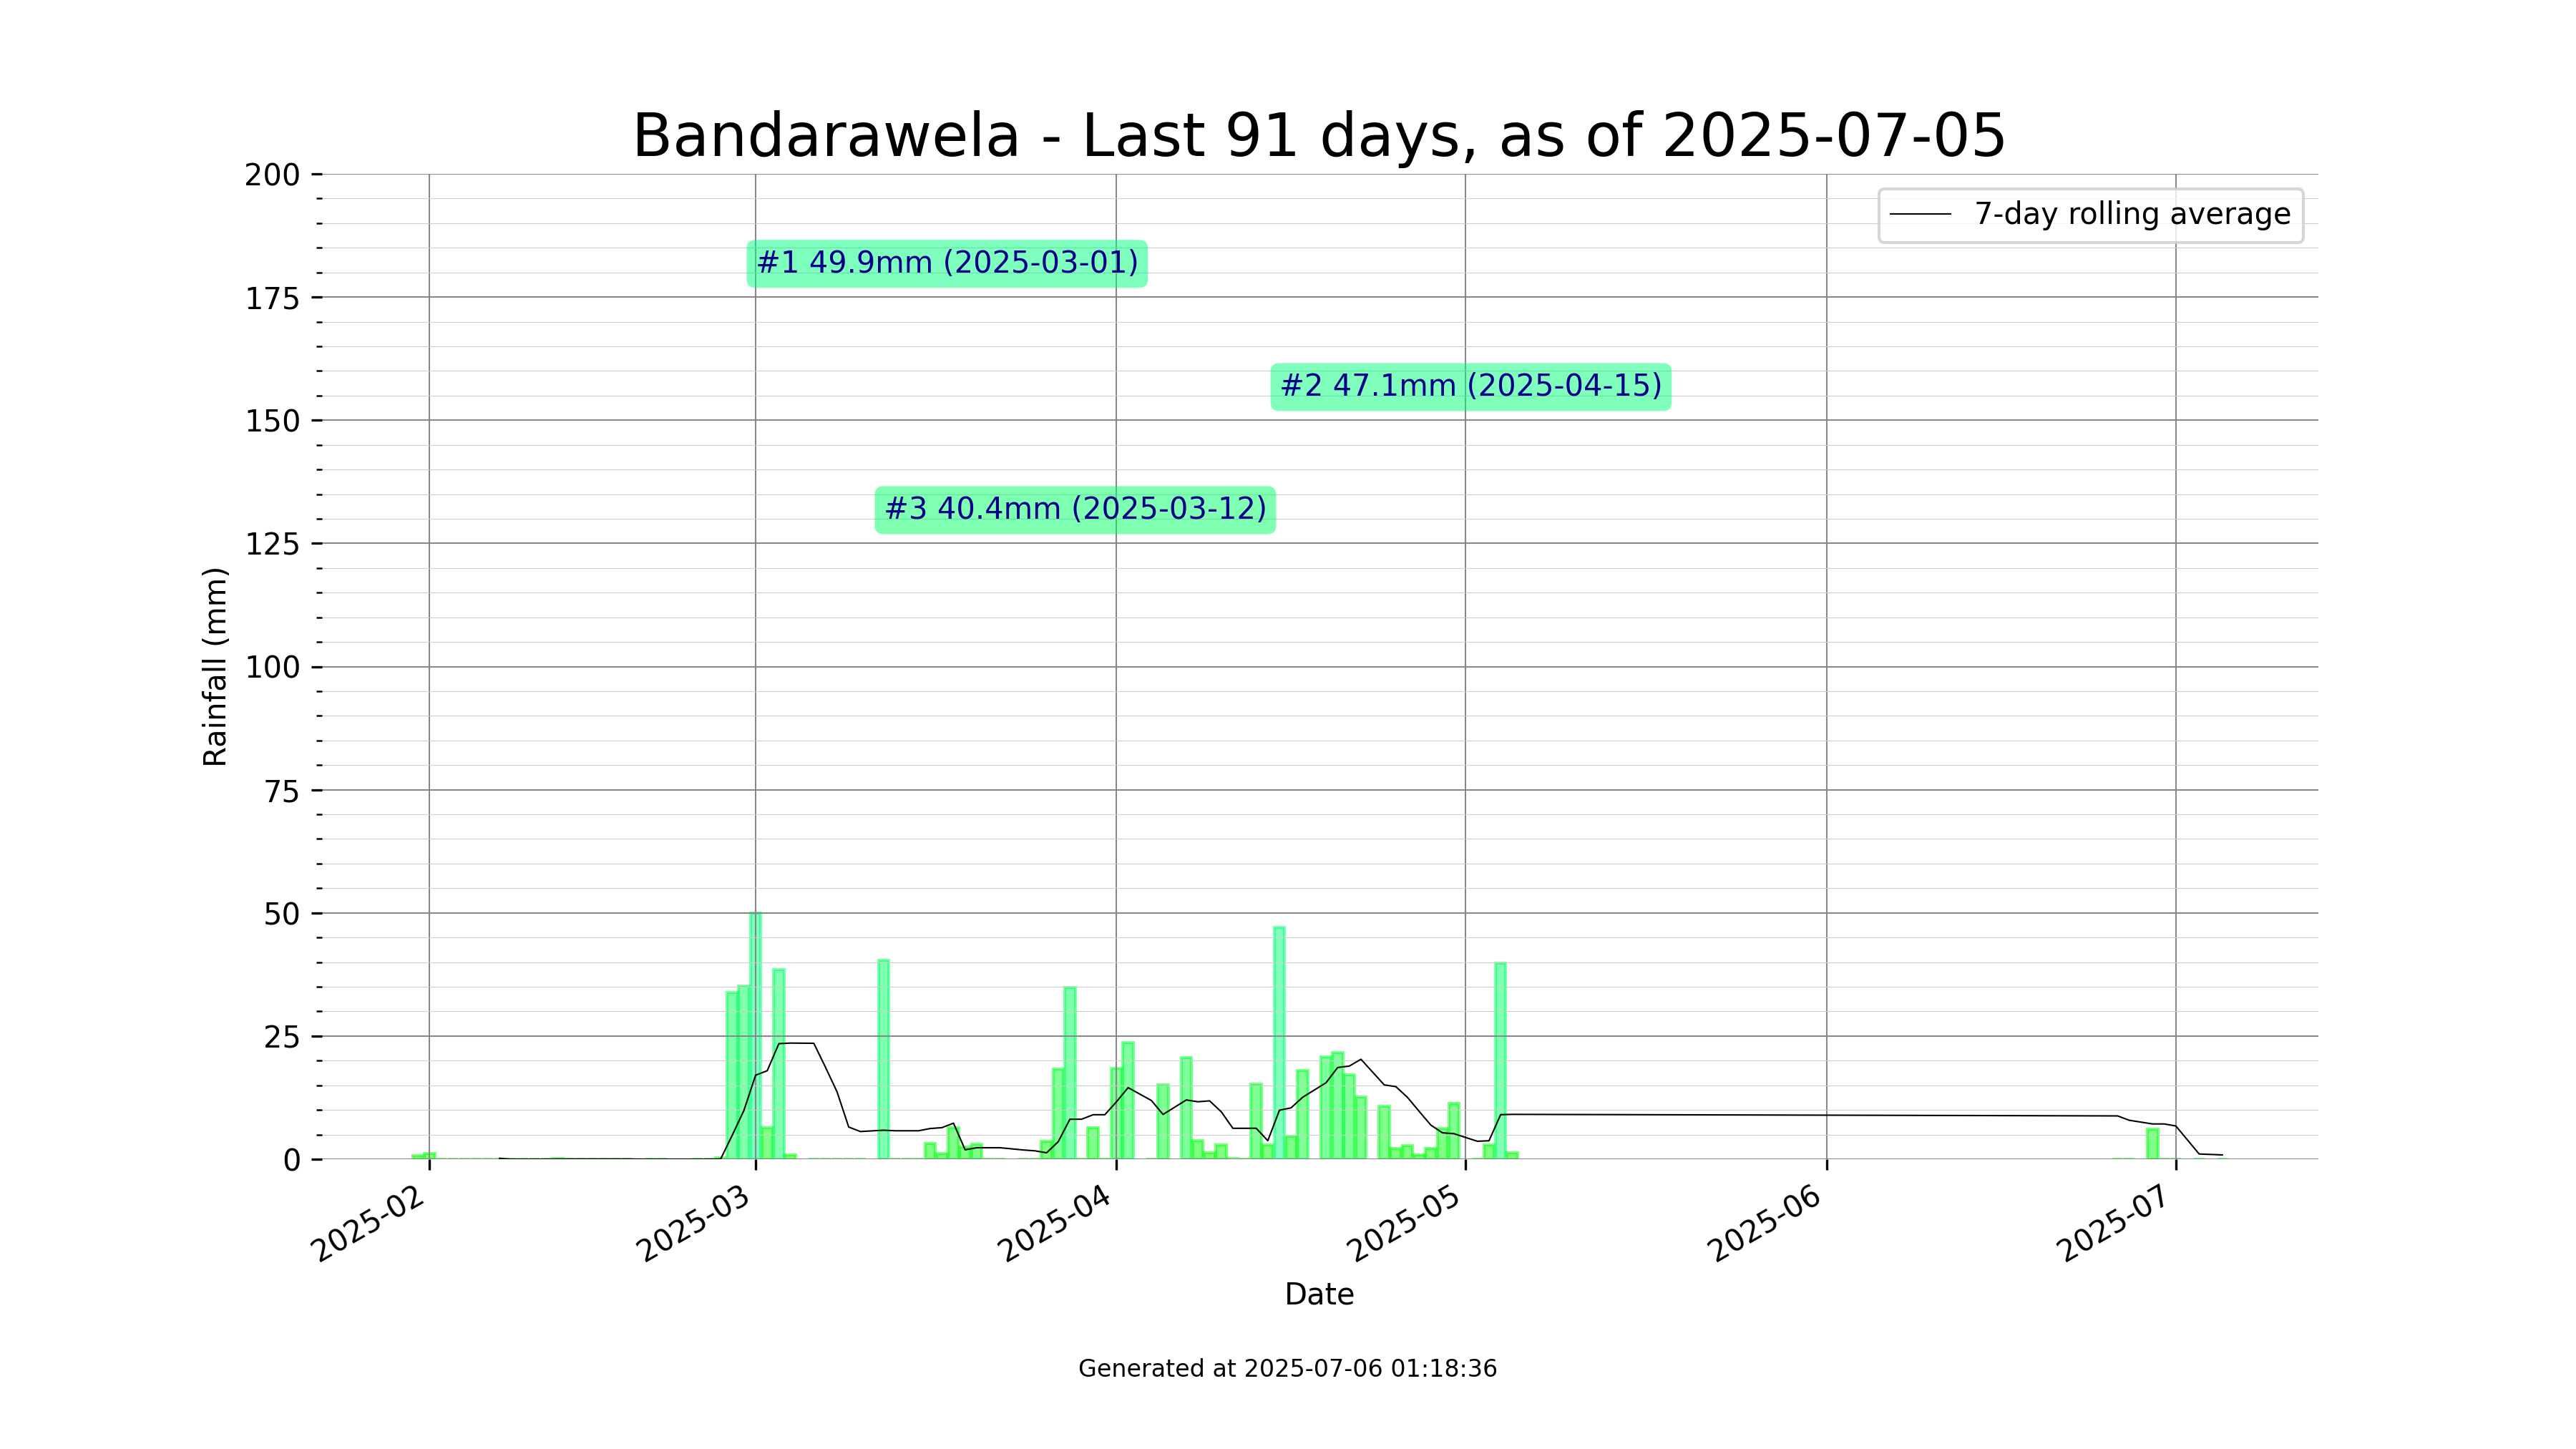 Bandarawela - Last 91 days, as of 2025-07-05
200
175
150
125
100
75
50
25
0
Rainfall (mm)
7-day rolling average
#1 49.9mm (2025-03-01)
#2 47.1mm (2025-04-15)
#3 40.4mm (2025-03-12)
2025-02
2025-03
2025-04
2025-05
2025-06
2025-07
Date
Generated at 2025-07-06 01:18:36